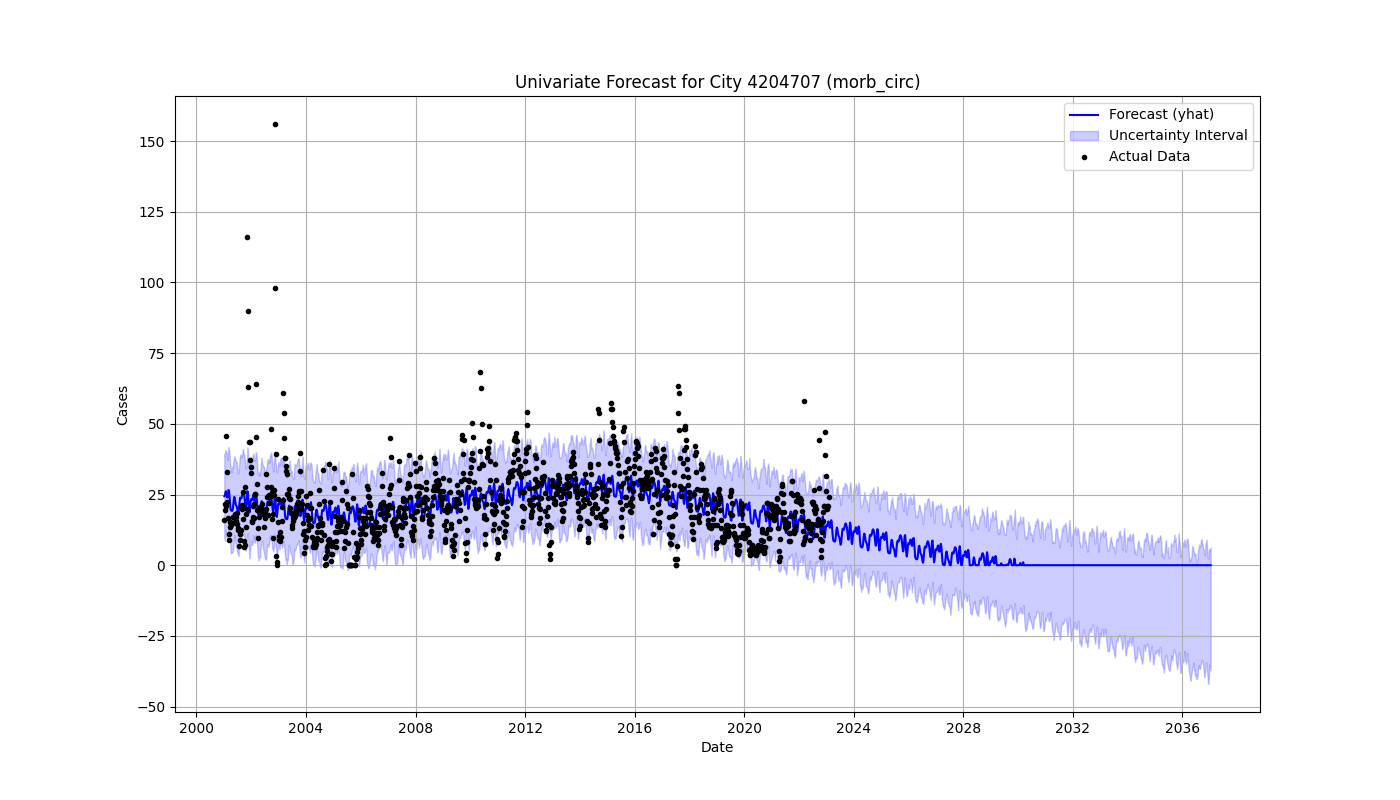 Univariate Forecast for City 4204707 (morb_circ)
Forecast (yhat)
Uncertainty Interval
Actual Data
Cases
150
125
100
75
50
25
0
−25
−50
2000 2004 2008 2012 2016 2020 2024 2028 2032 2036
Date